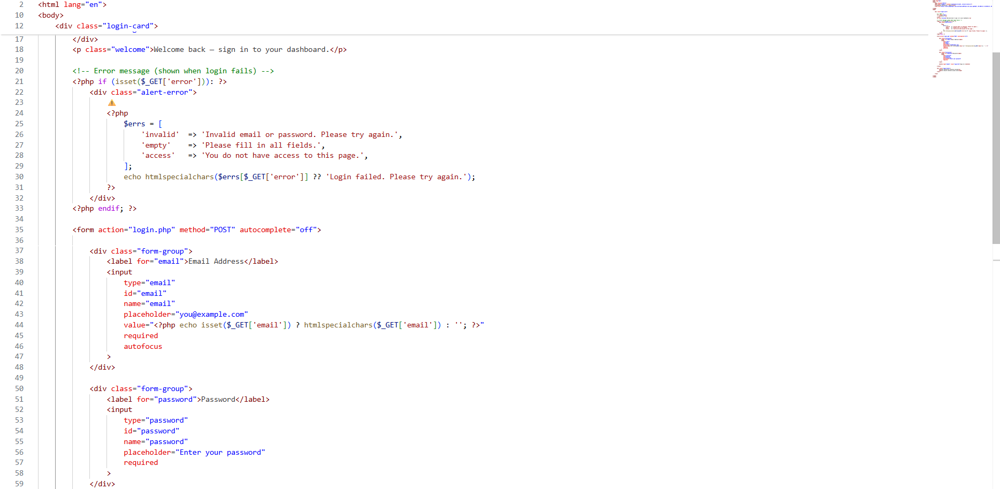 2 <html lang="en">
10 <body>
12     <div class="login-card">
17         </div>
18         <p class="welcome">Welcome back — sign in to your dashboard.</p>
19
20         <!-- Error message (shown when login fails) -->
21         <?php if (isset($_GET['error'])): ?>
22             <div class="alert-error">
23                 ⚠️
24                 <?php
25                     $errs = [
26                         'invalid'  => 'Invalid email or password. Please try again.',
27                         'empty'    => 'Please fill in all fields.',
28                         'access'   => 'You do not have access to this page.',
29                     ];
30                     echo htmlspecialchars($errs[$_GET['error']] ?? 'Login failed. Please try again.');
31                 ?>
32             </div>
33         <?php endif; ?>
34
35         <form action="login.php" method="POST" autocomplete="off">
36
37             <div class="form-group">
38                 <label for="email">Email Address</label>
39                 <input
40                     type="email"
41                     id="email"
42                     name="email"
43                     placeholder="you@example.com"
44                     value="<?php echo isset($_GET['email']) ? htmlspecialchars($_GET['email']) : ''; ?>"
45                     required
46                     autofocus
47                 >
48             </div>
49
50             <div class="form-group">
51                 <label for="password">Password</label>
52                 <input
53                     type="password"
54                     id="password"
55                     name="password"
56                     placeholder="Enter your password"
57                     required
58                 >
59             </div>